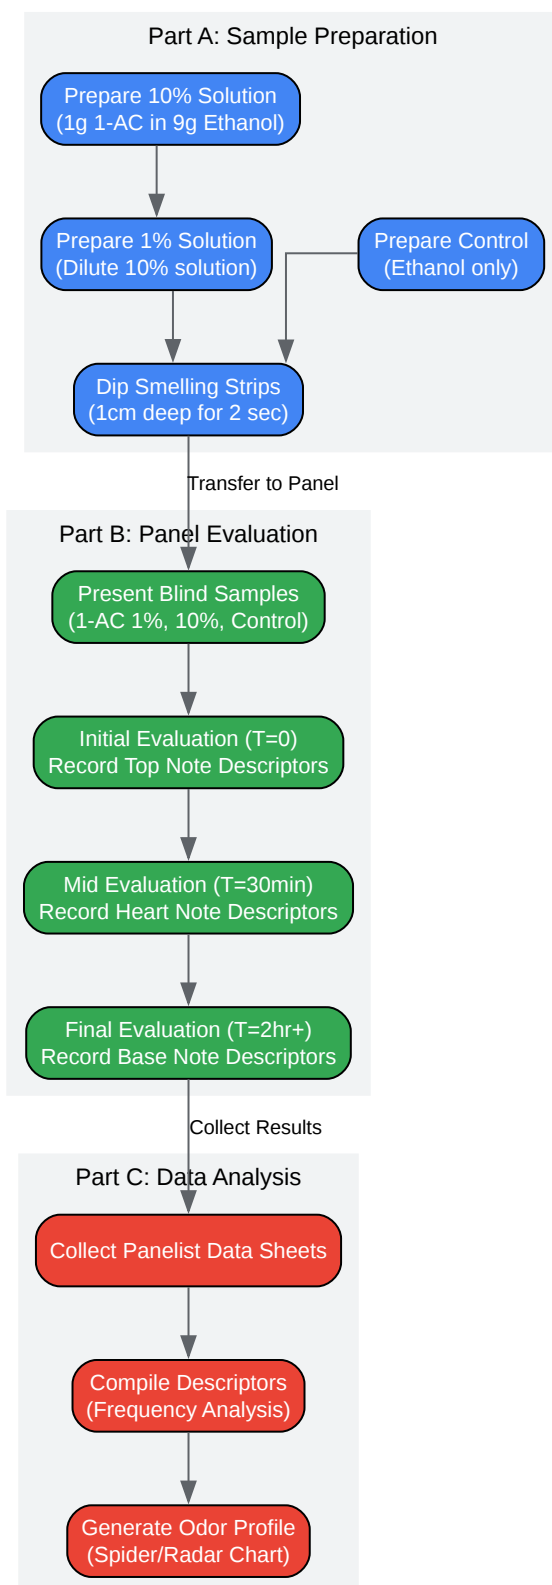 Part A: Sample Preparation
Prepare 10% Solution
(1g 1-AC in 9g Ethanol)
Prepare 1% Solution
(Dilute 10% solution)
Prepare Control
(Ethanol only)
Dip Smelling Strips
(1cm deep for 2 sec)
Transfer to Panel
Part B: Panel Evaluation
Present Blind Samples
(1-AC 1%, 10%, Control)
Initial Evaluation (T=0)
Record Top Note Descriptors
Mid Evaluation (T=30min)
Record Heart Note Descriptors
Final Evaluation (T=2hr+)
Record Base Note Descriptors
Collect Results
Part C: Data Analysis
Collect Panelist Data Sheets
Compile Descriptors
(Frequency Analysis)
Generate Odor Profile
(Spider/Radar Chart)